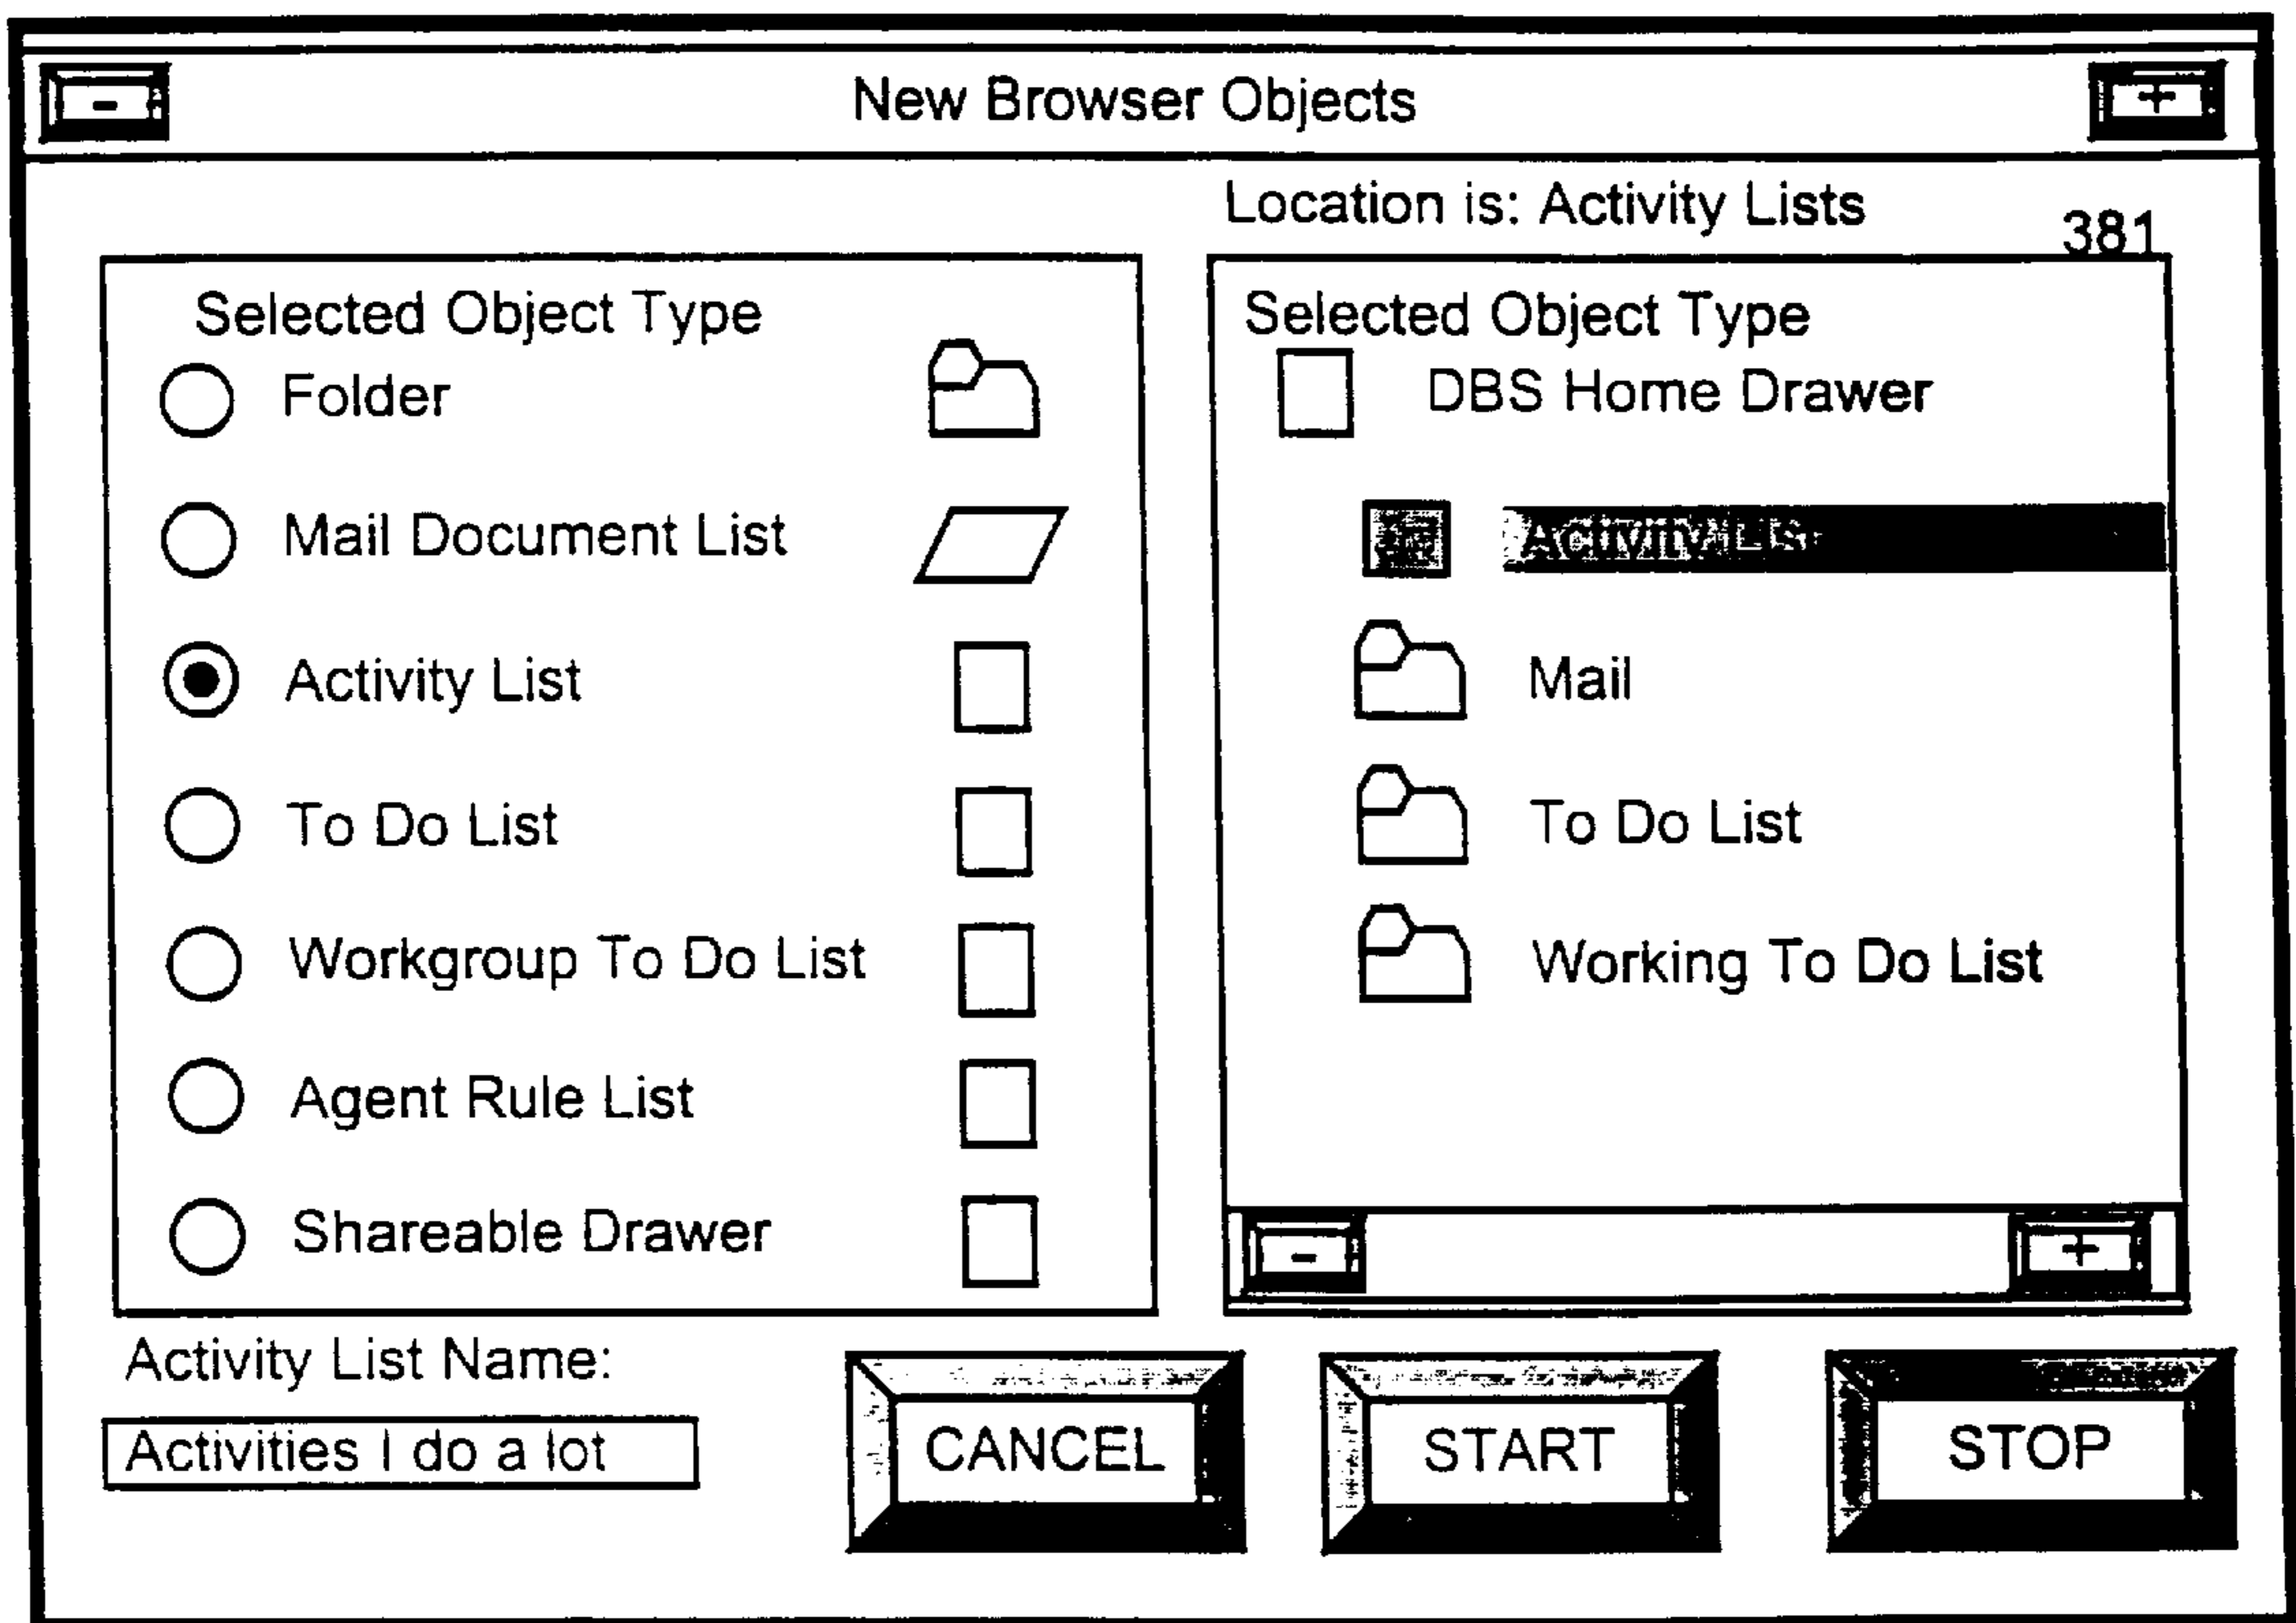 -
New Browser Objects
+
Location is: Activity Lists
381
Selected Object Type
Folder
Mail Document List
Activity List
To Do List
Workgroup To Do List
Agent Rule List
Shareable Drawer
Selected Object Type
DBS Home Drawer
Activity List
Mail
To Do List
Working To Do List
-
+
Activity List Name:
Activities I do a lot
CANCEL
START
STOP